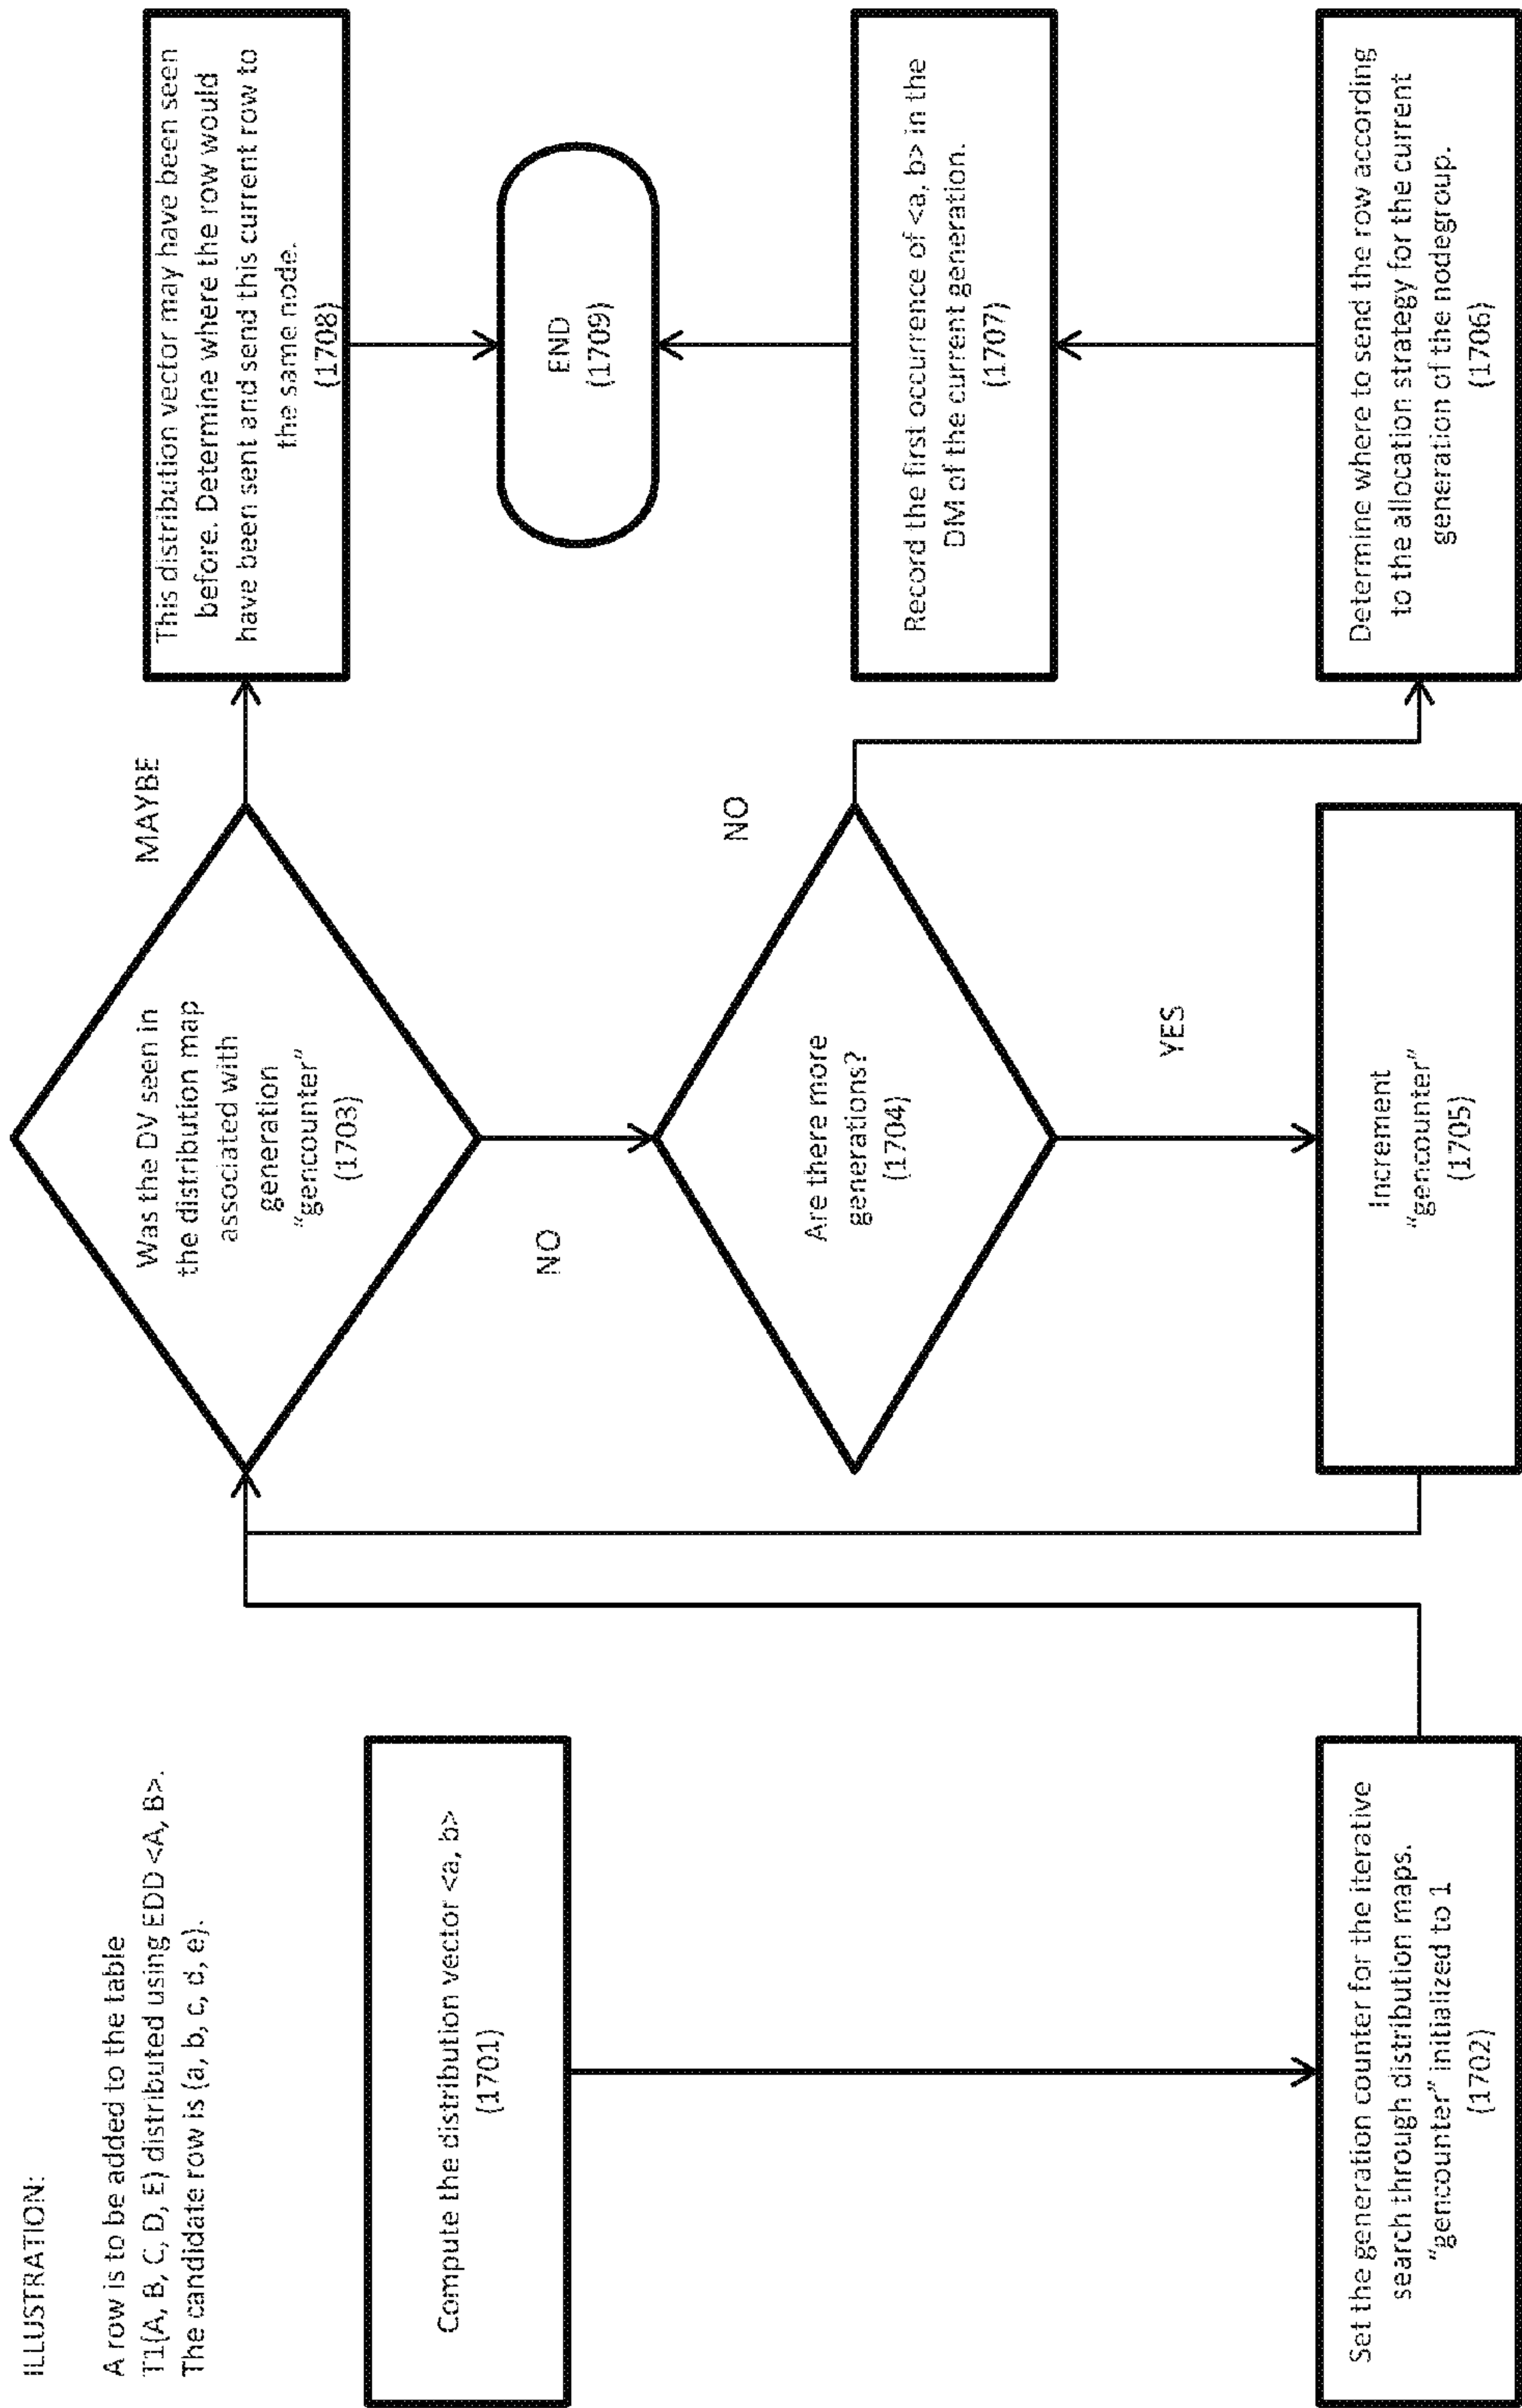 ILLUSTRATION:
A row is to be added to the table
T1(A, B, C, D, E) distributed using EDD <A, B>.
The candidate row is (a, b, c, d, e).
Compute the distribution vector <a, b>
(1701)
Set the generation counter for the iterative
search through distribution maps.
"gencounter" initialized to 1
(1702)
Was the DV seen in
the distribution map
associated with
generation
"gencounter"
(1703)
MAYBE
NO
Are there more
generations?
(1704)
NO
YES
Increment
"gencounter"
(1705)
This distribution vector may have been seen
before. Determine where the row would
have been sent and send this current row to
the same node.
(1708)
END
(1709)
Record the first occurrence of <a, b> in the
DM of the current generation.
(1707)
Determine where to send the row according
to the allocation strategy for the current
generation of the nodegroup.
(1706)